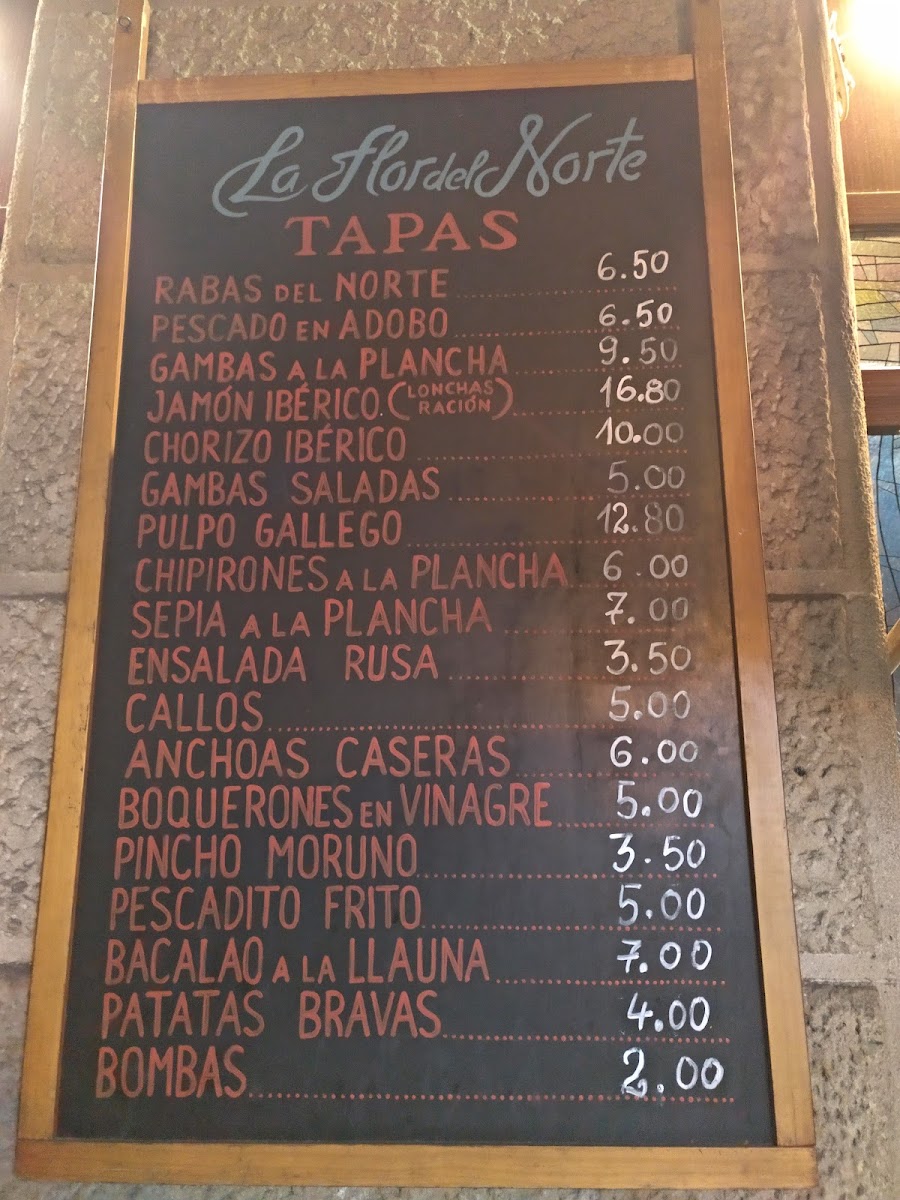 La Flor del Norte
TAPAS
RABAS DEL NORTE 6.50
PESCADO EN ADOBO 6.50
GAMBAS A LA PLANCHA 9.50
JAMÓN IBÉRICO (LONCHAS RACIÓN) 16.80
CHORIZO IBÉRICO 10.00
GAMBAS SALADAS 5.00
PULPO GALLEGO 12.80
CHIPIRONES A LA PLANCHA 6.00
SEPIA A LA PLANCHA 7.00
ENSALADA RUSA 3.50
CALLOS 5.00
ANCHOAS CASERAS 6.00
BOQUERONES EN VINAGRE 5.00
PINCHO MORUNO 3.50
PESCADITO FRITO 5.00
BACALAO A LA LLAUNA 7.00
PATATAS BRAVAS 4.00
BOMBAS 2.00